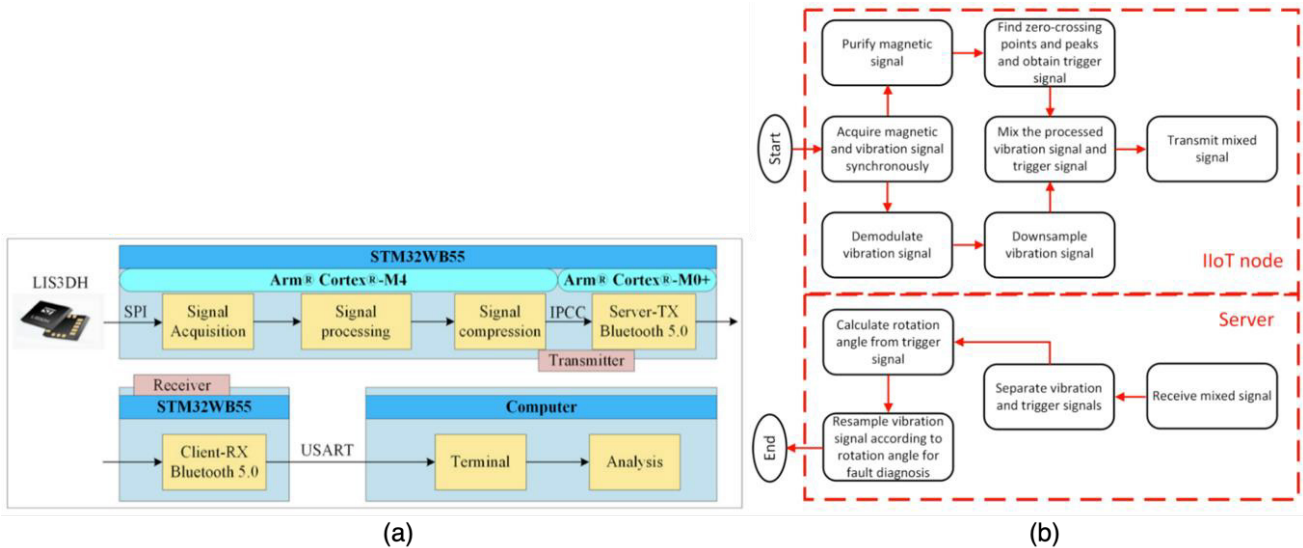 STM32WB55
Arm® Cortex®-M4
Arm® Cortex®-M0+
LIS3DH
SPI
Signal
Acquisition
Signal
processing
Signal
compression
IPCC
Server-TX
Bluetooth 5.0
Transmitter
Receiver
STM32WB55
Client-RX
Bluetooth 5.0
USART
Computer
Terminal
Analysis
(a)
Purify magnetic
signal
Find zero-crossing
points and peaks
and obtain trigger
signal
Start
Acquire magnetic
and vibration signal
synchronously
Mix the processed
vibration signal and
trigger signal
Transmit mixed
signal
Demodulate
vibration signal
Downsample
vibration signal
IIoT node
Server
Calculate rotation
angle from trigger
signal
Separate vibration
and trigger signals
Receive mixed signal
End
Resample vibration
signal according to
rotation angle for
fault diagnosis
(b)